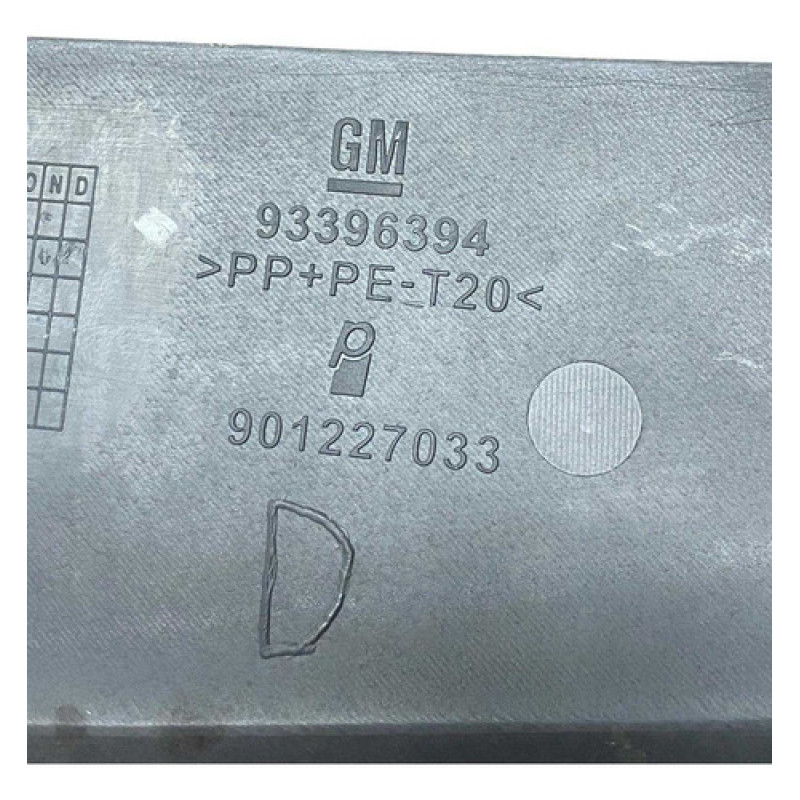 GM
O N D
93396394
>PP+PE-T20<
p
901227033
D